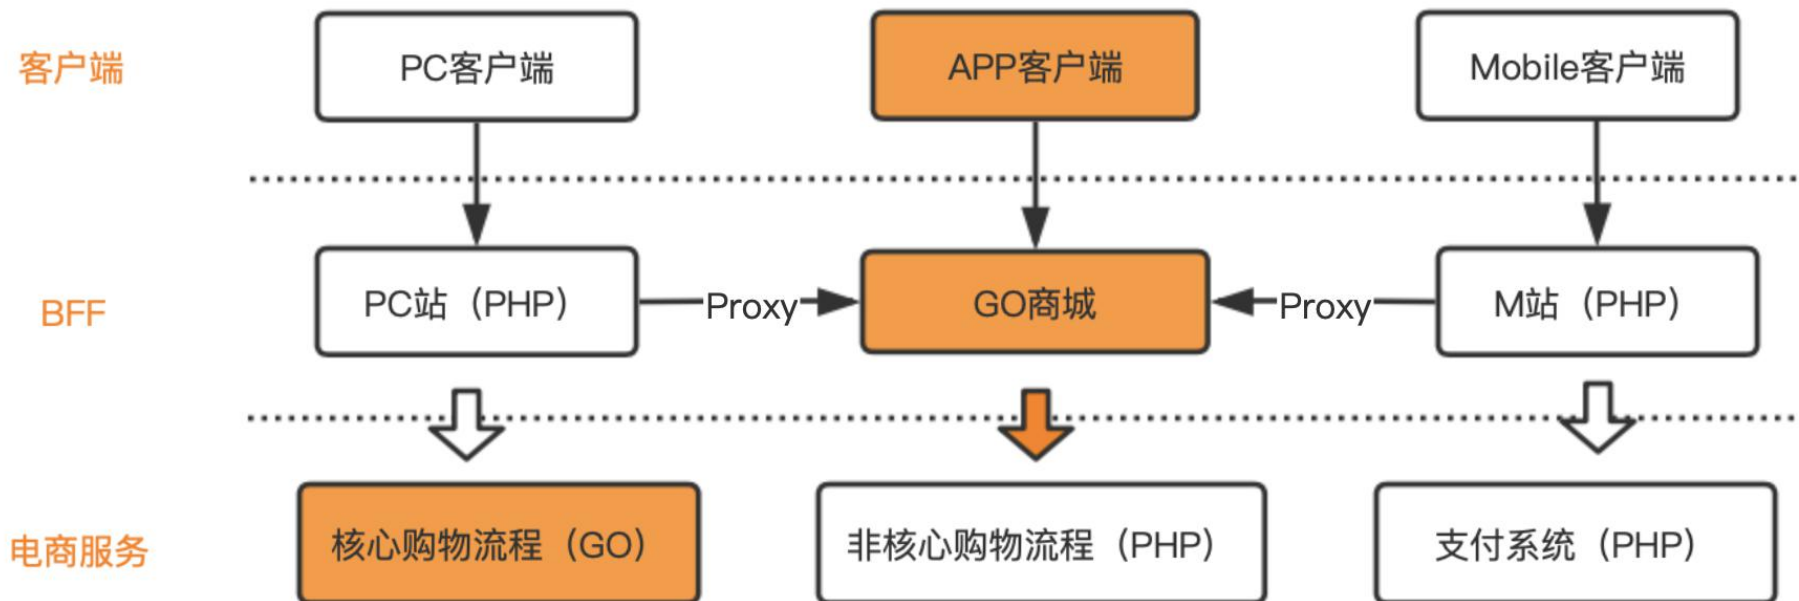 客户端
PC客户端
APP客户端
Mobile客户端
BFF
PC站（PHP）
Proxy
GO商城
Proxy
M站（PHP）
电商服务
核心购物流程（GO）
非核心购物流程（PHP）
支付系统（PHP）